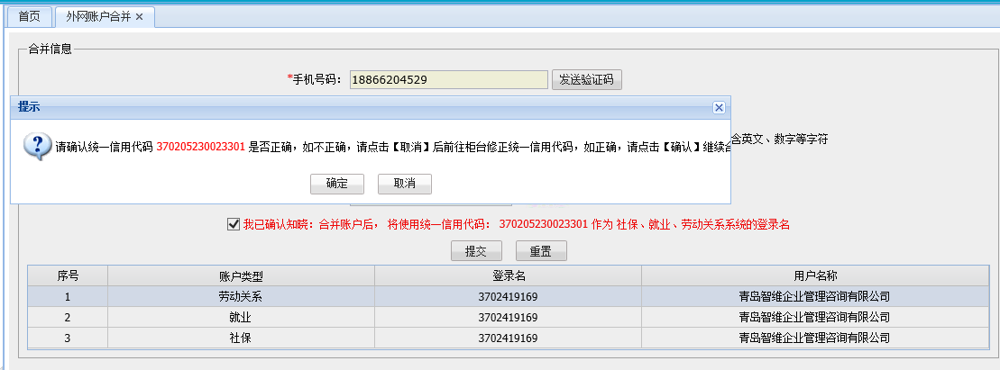 首页 外网账户合并
合并信息
*手机号码： 18866204529 发送验证码
提示
请确认统一信用代码 370205230023301 是否正确，如不正确，请点击【取消】后前往柜台修正统一信用代码，如正确，请点击【确认】继续合
含英文、数字等字符
确定 取消
我已确认知晓：合并账户后， 将使用统一信用代码： 370205230023301 作为 社保、就业、劳动关系系统的登录名
提交 重置
序号 账户类型 登录名 用户名称
1 劳动关系 3702419169 青岛智维企业管理咨询有限公司
2 就业 3702419169 青岛智维企业管理咨询有限公司
3 社保 3702419169 青岛智维企业管理咨询有限公司